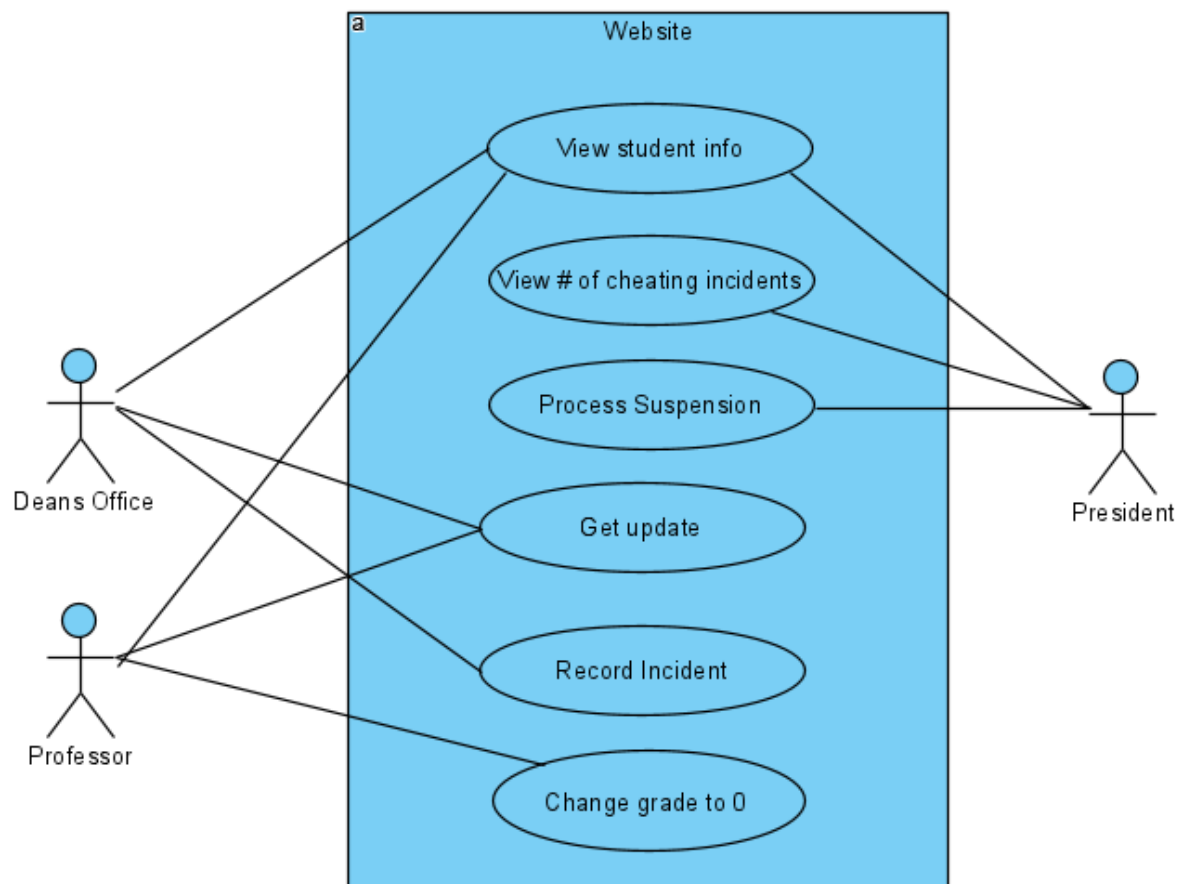 a
Website
View student info
View # of cheating incidents
Process Suspension
Deans Office
President
Get update
Record Incident
Professor
Change grade to 0